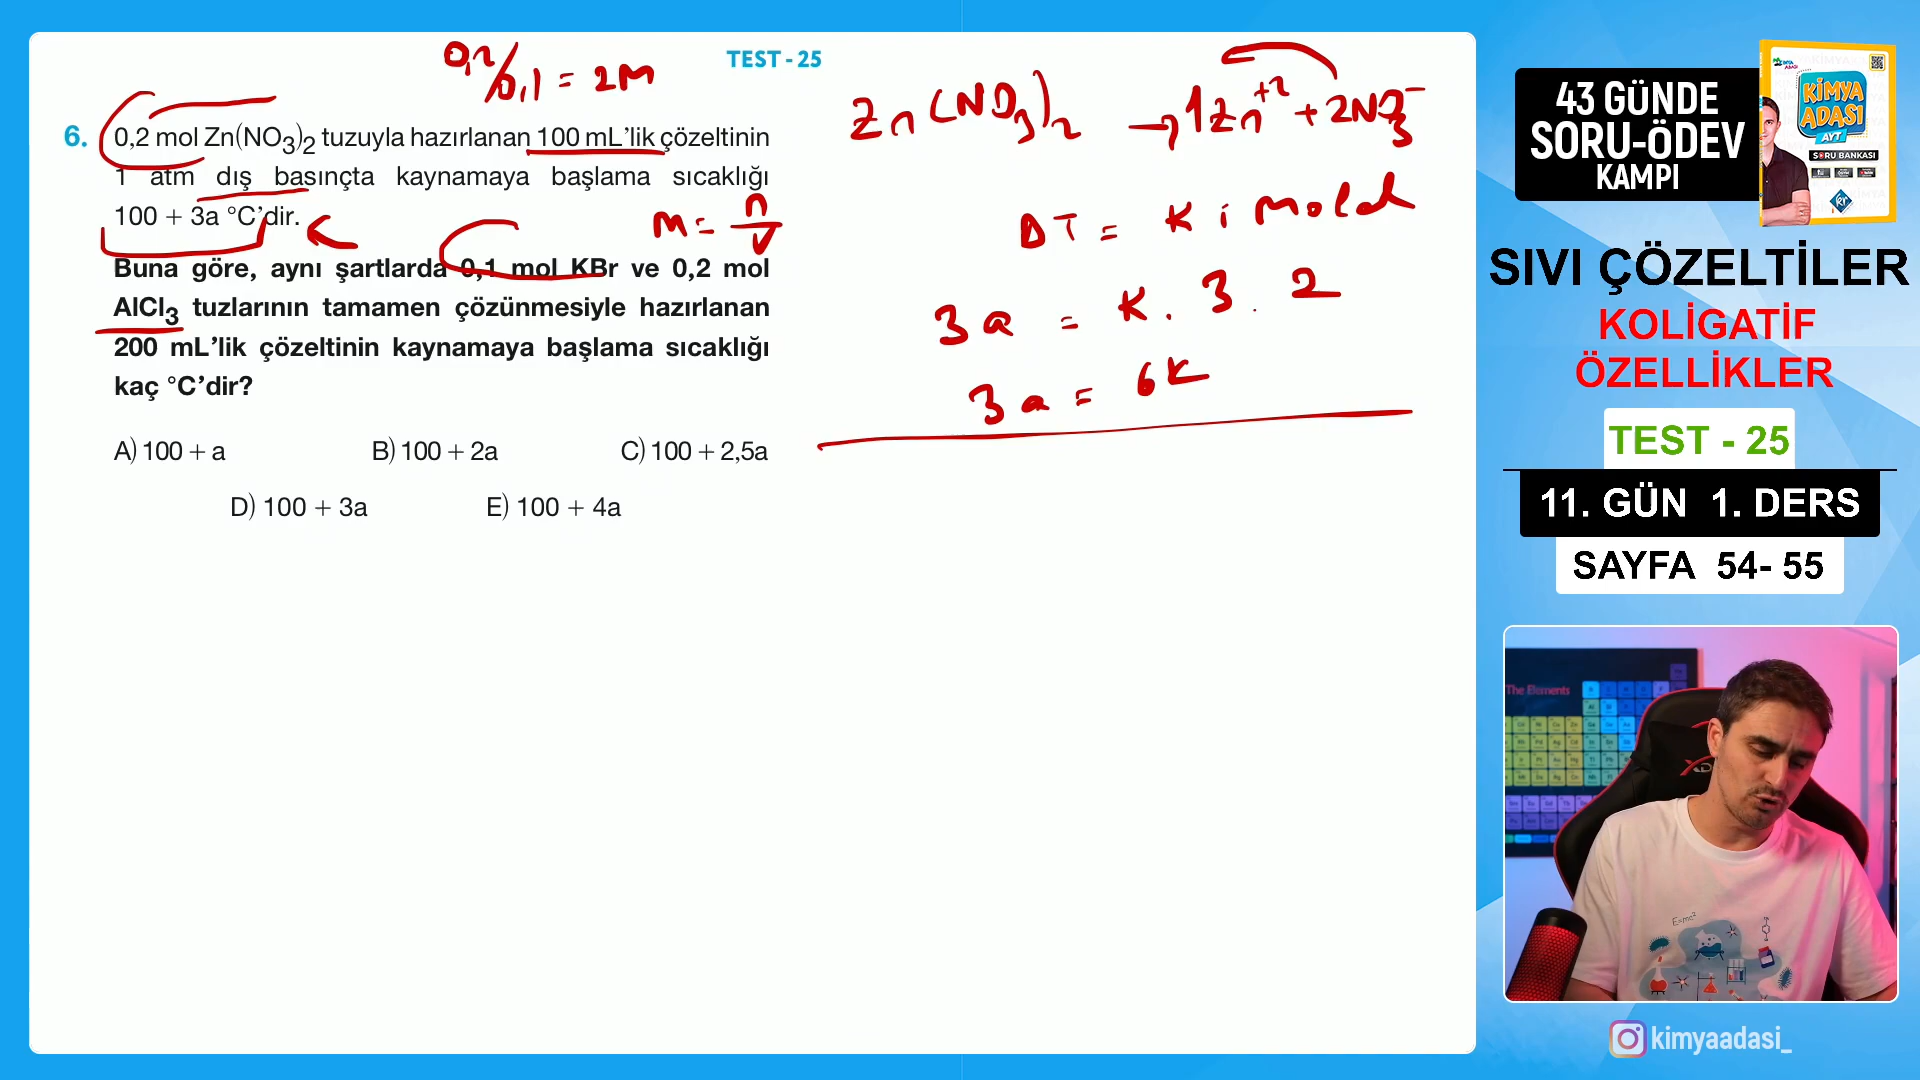 TEST - 25
0,2/0,1 = 2M
6. 0,2 mol Zn(NO3)2 tuzuyla hazırlanan 100 mL'lik çözeltinin
1 atm dış basınçta kaynamaya başlama sıcaklığı
100 + 3a °C'dir.
M = n/V
Buna göre, aynı şartlarda 0,1 mol KBr ve 0,2 mol
AlCl3 tuzlarının tamamen çözünmesiyle hazırlanan
200 mL'lik çözeltinin kaynamaya başlama sıcaklığı
kaç °C'dir?
A) 100 + a
B) 100 + 2a
C) 100 + 2,5a
D) 100 + 3a
E) 100 + 4a
Zn(NO3)2 → 1Zn+2 + 2NO3-
ΔT = K i molal
3a = K . 3 . 2
3a = 6K
43 GÜNDE
SORU-ÖDEV
KAMPI
KİMYA
ADASI
AYT
SORU BANKASI
SIVI ÇÖZELTİLER
KOLİGATİF
ÖZELLİKLER
TEST - 25
11. GÜN 1. DERS
SAYFA 54- 55
The Elements
E=mc²
kimyaadasi_